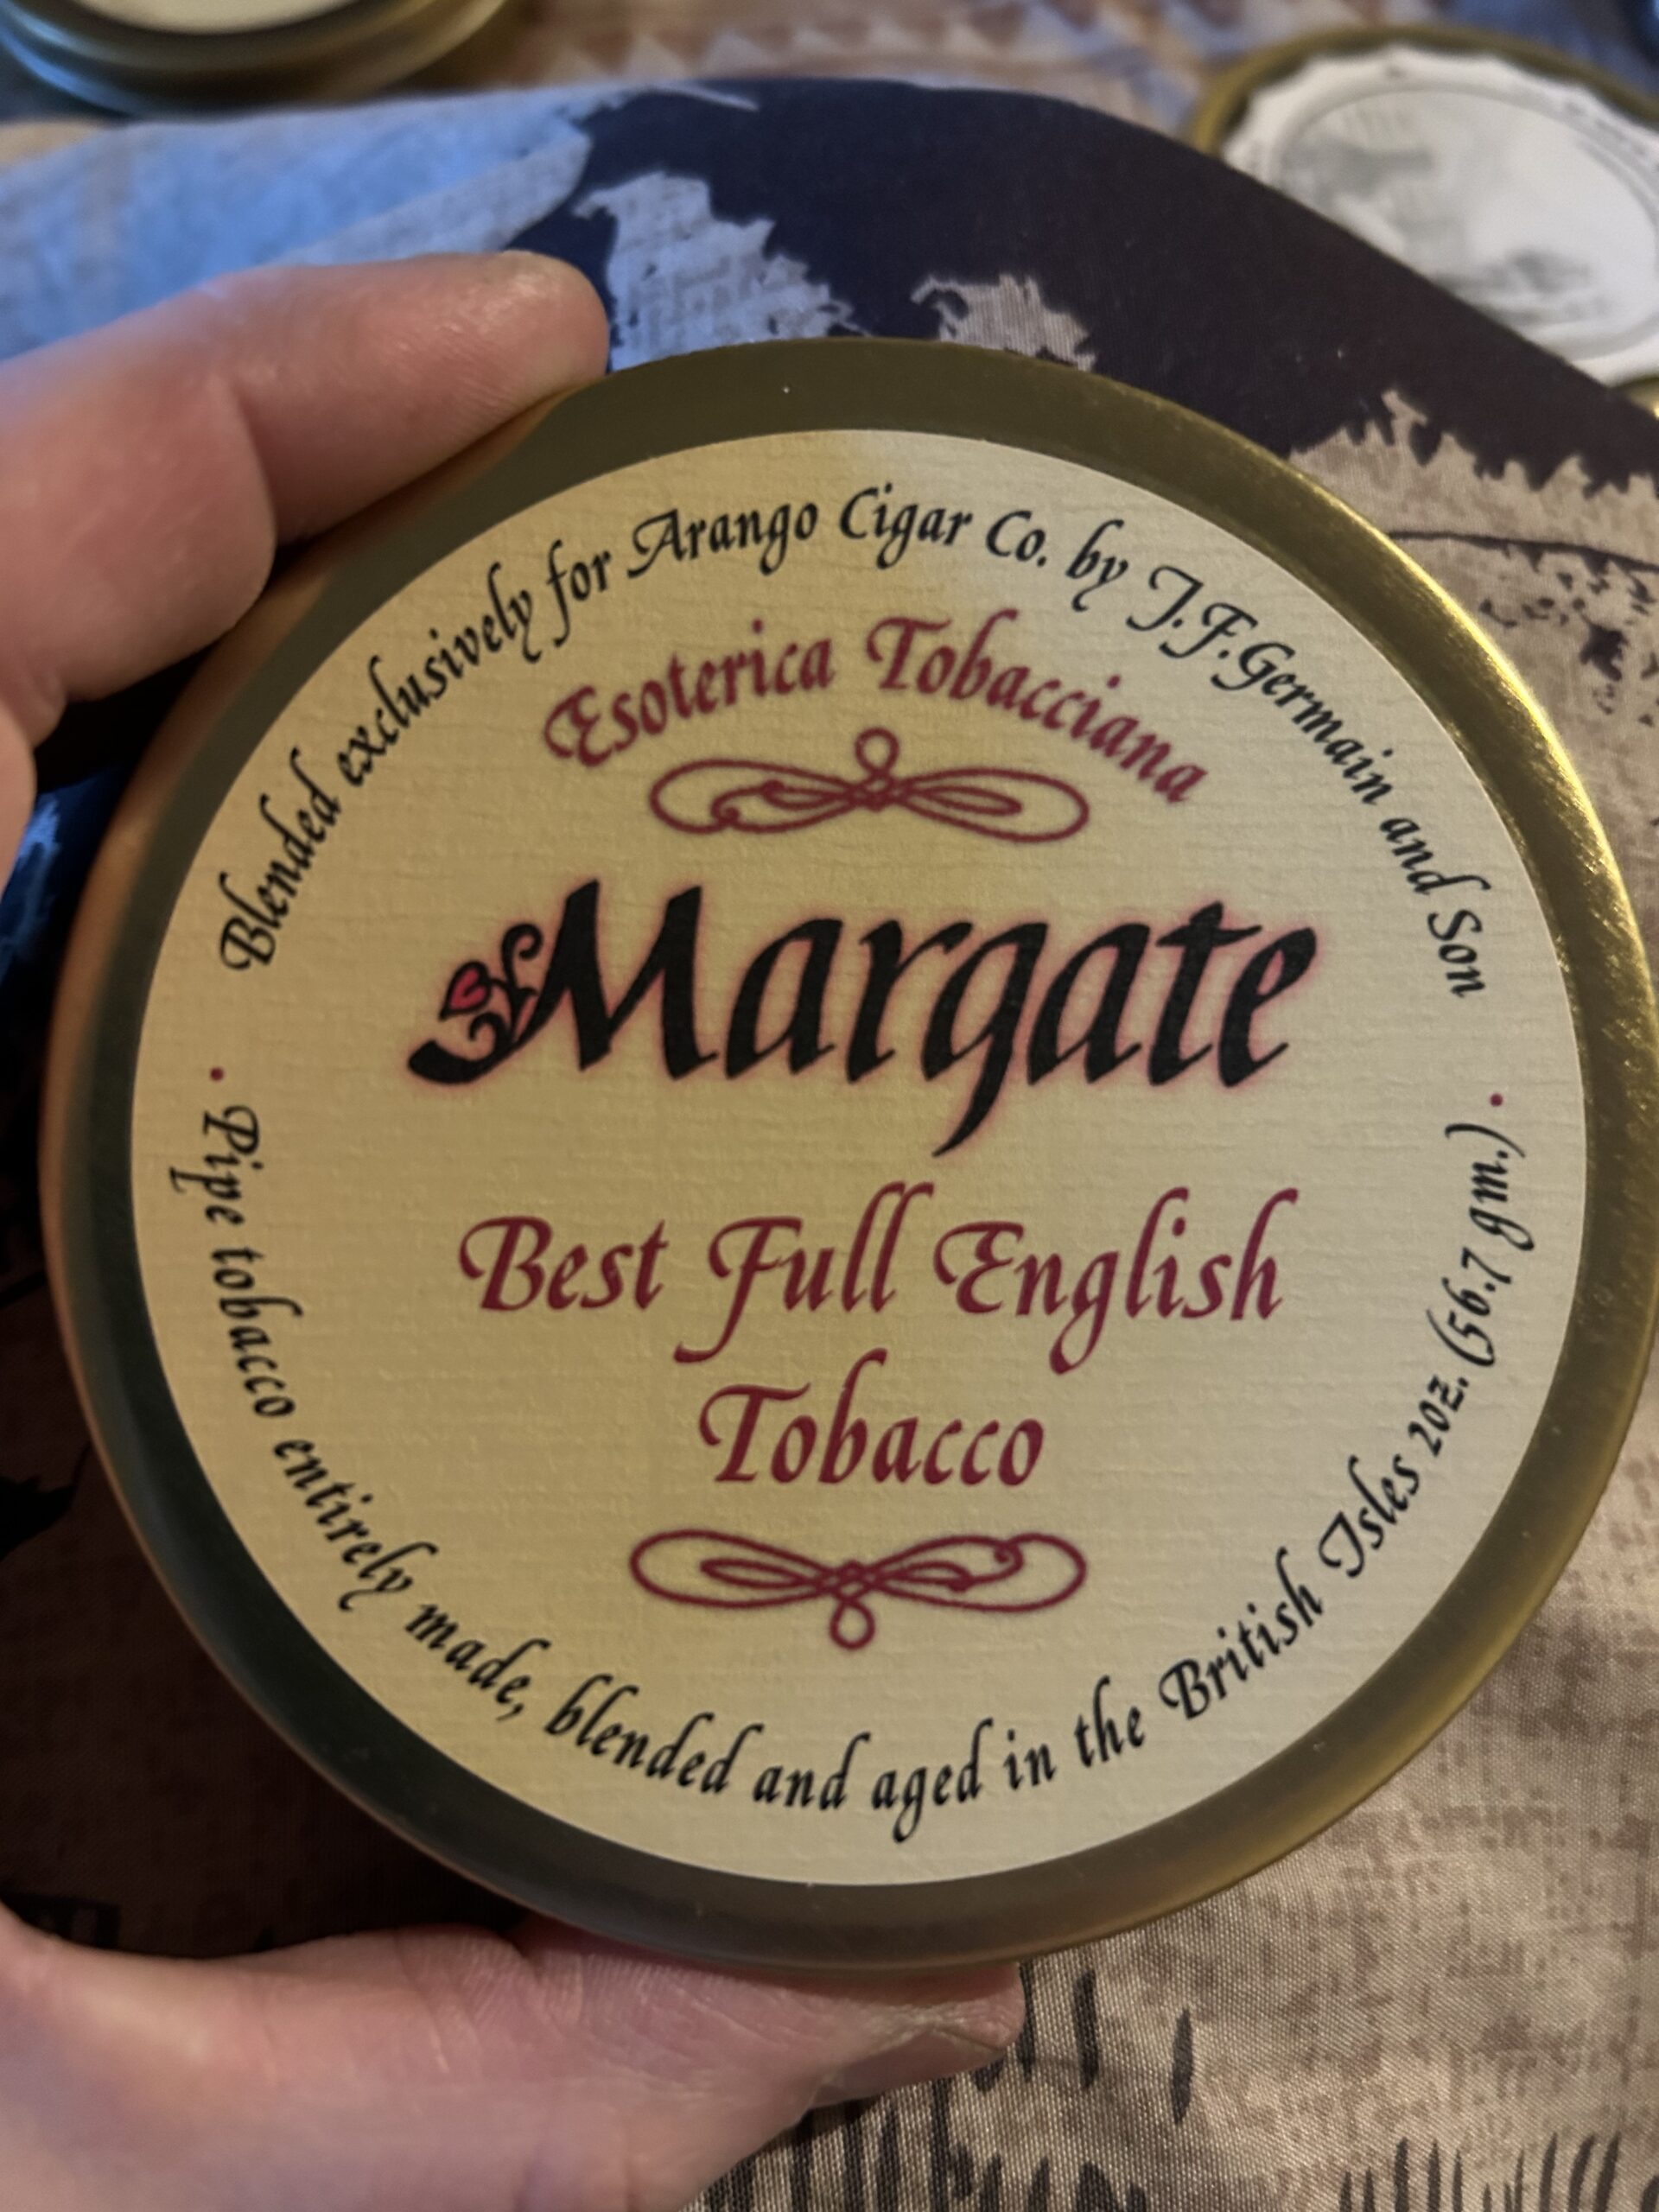 Blended exclusively for Arango Cigar Co. by J.F.Germain and Son
Esoterica Tobacciana
Margate
Best Full English
Tobacco
• Pipe tobacco entirely made, blended and aged in the British Isles 2oz. (56.7 gm.) •